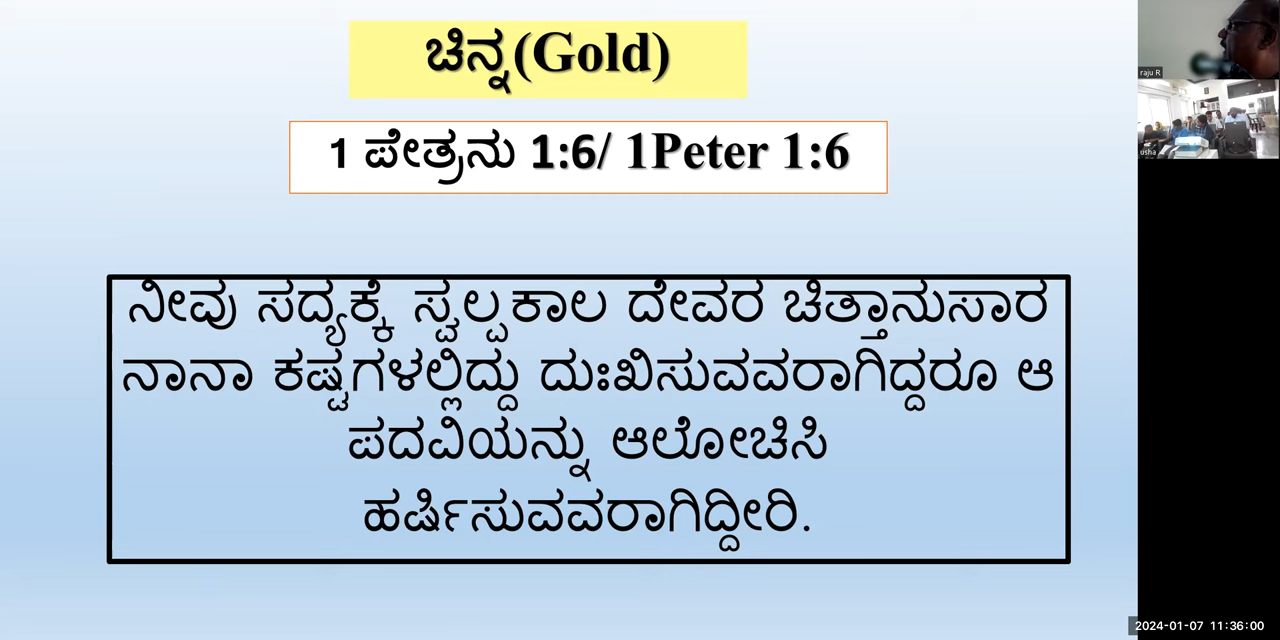 ಚಿನ್ನ(Gold)
1 ಪೇತ್ರನು 1:6/ 1Peter 1:6
ನೀವು ಸದ್ಯಕ್ಕೆ ಸ್ವಲ್ಪಕಾಲ ದೇವರ ಚಿತ್ತಾನುಸಾರ
ನಾನಾ ಕಷ್ಟಗಳಲ್ಲಿದ್ದು ದುಃಖಿಸುವವರಾಗಿದ್ದರೂ ಆ
ಪದವಿಯನ್ನು ಆಲೋಚಿಸಿ
ಹರ್ಷಿಸುವವರಾಗಿದ್ದೀರಿ.
raju R
usha
2024-01-07 11:36:00